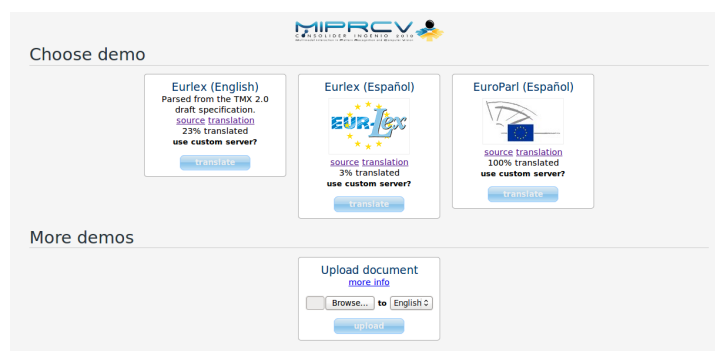 MIPRCV
CONSOLIDER INGENIO 2010
Choose demo
Eurlex (English)
Parsed from the TMX 2.0
draft specification.
source translation
23% translated
use custom server?
translate
Eurlex (Español)
EUR-Lex
source translation
3% translated
use custom server?
translate
EuroParl (Español)
source translation
100% translated
use custom server?
translate
More demos
Upload document
more info
Browse... to English
upload